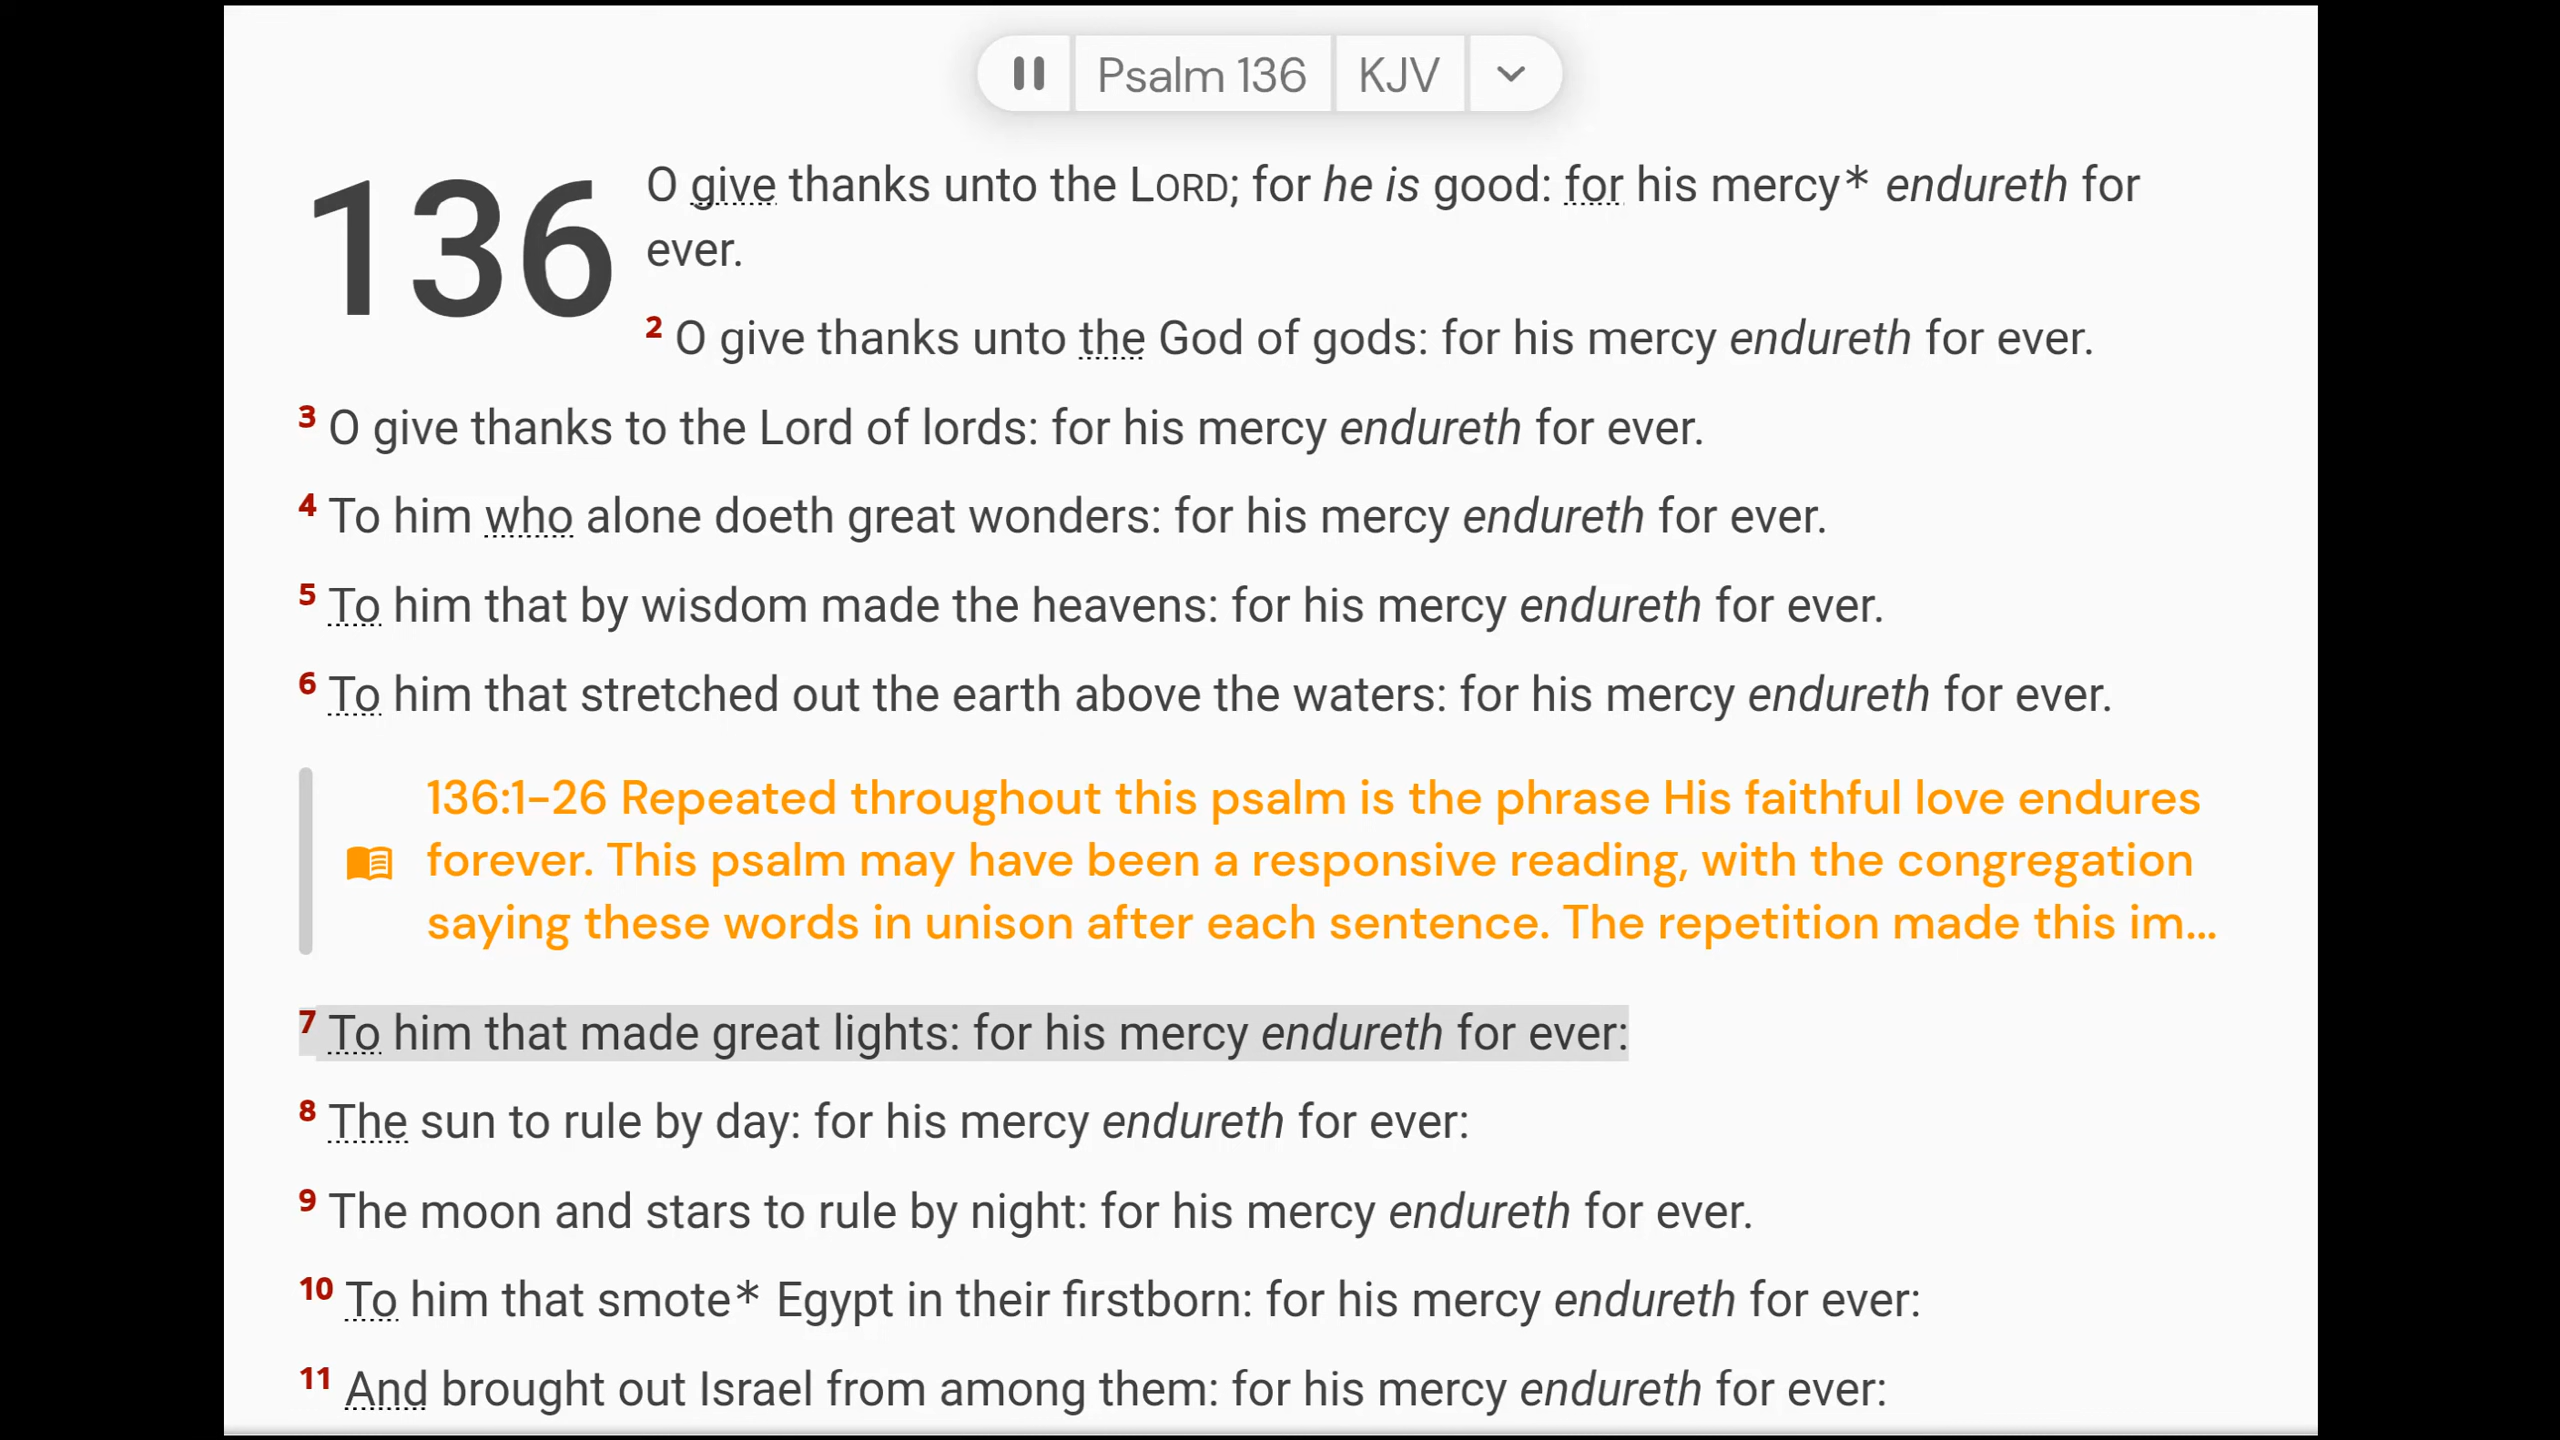 Psalm 136 KJV
136 O give thanks unto the LORD; for he is good: for his mercy* endureth for
ever.
2 O give thanks unto the God of gods: for his mercy endureth for ever.
3 O give thanks to the Lord of lords: for his mercy endureth for ever.
4 To him who alone doeth great wonders: for his mercy endureth for ever.
5 To him that by wisdom made the heavens: for his mercy endureth for ever.
6 To him that stretched out the earth above the waters: for his mercy endureth for ever.
136:1–26 Repeated throughout this psalm is the phrase His faithful love endures
forever. This psalm may have been a responsive reading, with the congregation
saying these words in unison after each sentence. The repetition made this im...
7 To him that made great lights: for his mercy endureth for ever:
8 The sun to rule by day: for his mercy endureth for ever:
9 The moon and stars to rule by night: for his mercy endureth for ever.
10 To him that smote* Egypt in their firstborn: for his mercy endureth for ever:
11 And brought out Israel from among them: for his mercy endureth for ever: